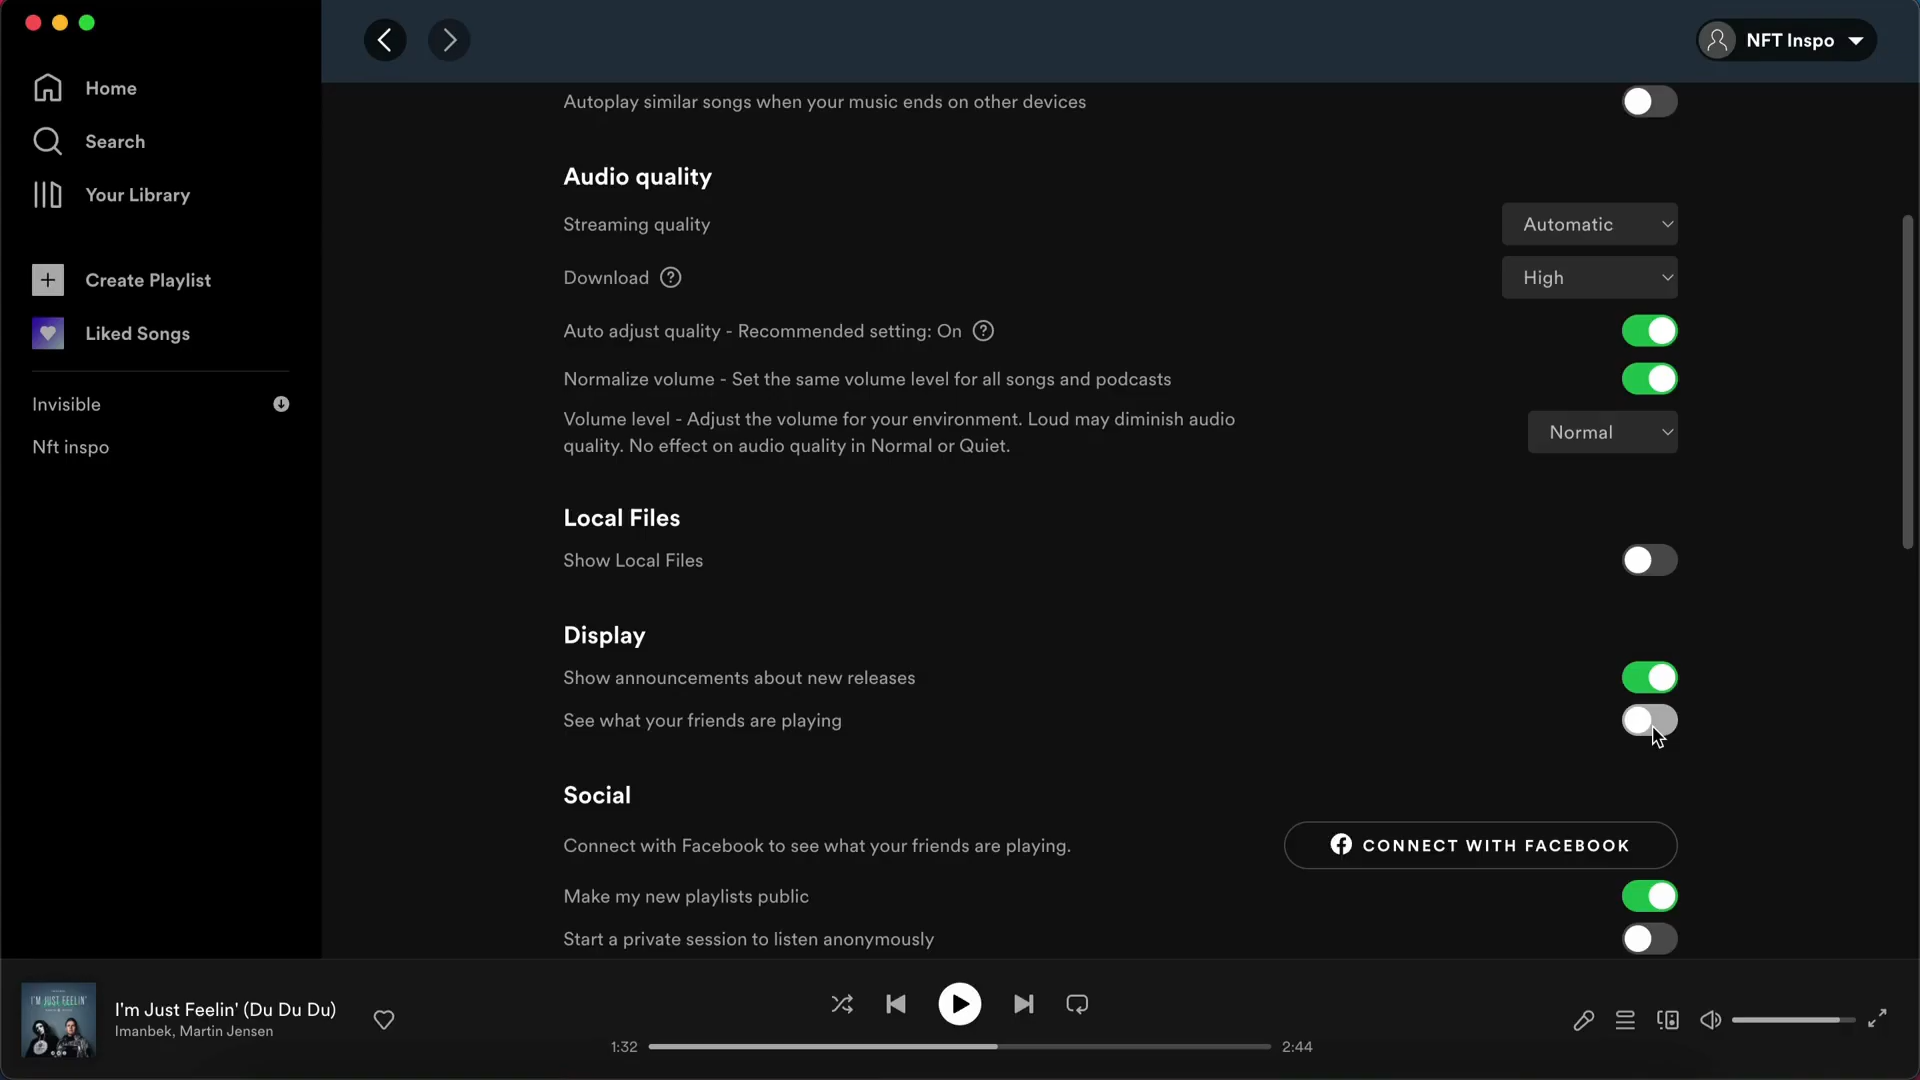 NFT Inspo
Home
Search
Your Library
Create Playlist
Liked Songs
Invisible
Nft inspo
Autoplay similar songs when your music ends on other devices
Audio quality
Streaming quality
Automatic
Download ?
High
Auto adjust quality - Recommended setting: On ?
Normalize volume - Set the same volume level for all songs and podcasts
Volume level - Adjust the volume for your environment. Loud may diminish audio
quality. No effect on audio quality in Normal or Quiet.
Normal
Local Files
Show Local Files
Display
Show announcements about new releases
See what your friends are playing
Social
Connect with Facebook to see what your friends are playing.
CONNECT WITH FACEBOOK
Make my new playlists public
Start a private session to listen anonymously
I'M JUST FEELIN'
I'm Just Feelin' (Du Du Du)
Imanbek, Martin Jensen
1:32
2:44